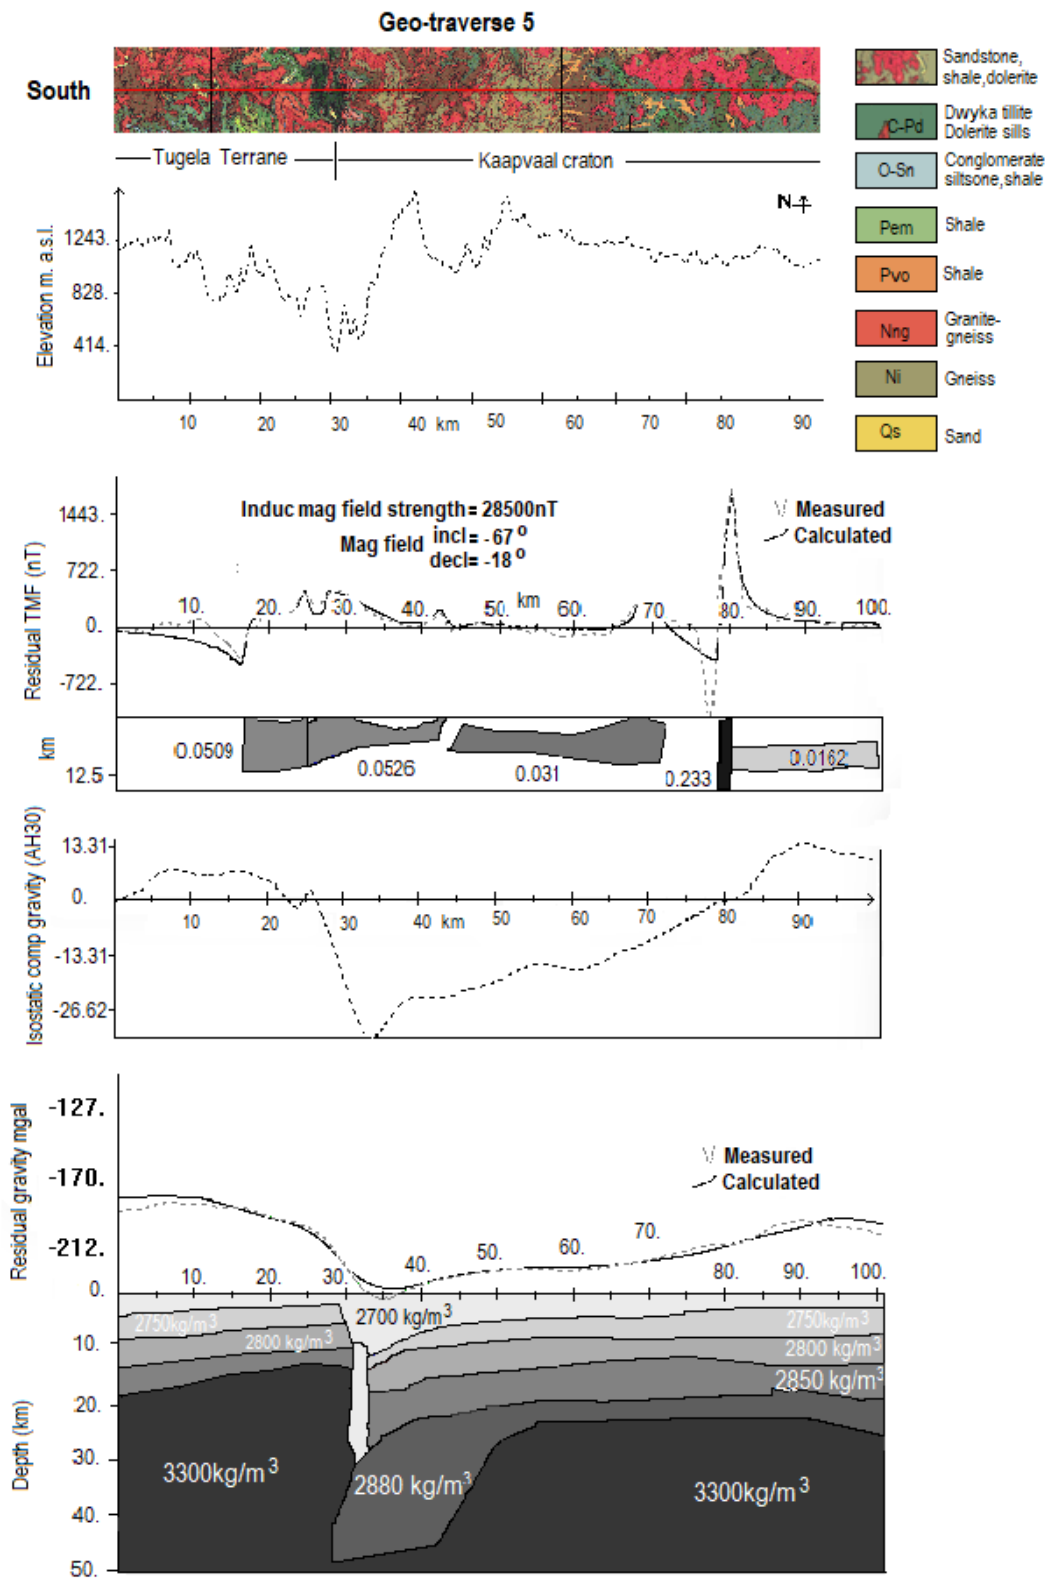 Geo-traverse 5
South
Tugela Terrane
Kaapvaal craton
Sandstone,
shale,dolerite
C-Pd
Dwyka tillite
Dolerite sills
O-Sn
Conglomerate
siltsone,shale
Pem
Shale
Pvo
Shale
Nng
Granite-
gneiss
Ni
Gneiss
Qs
Sand
N
Elevation m. a.s.l.
1243.
828.
414.
10 20 30 40 km 50 60 70 80 90
Residual TMF (nT)
1443.
722.
0.
-722.
Induc mag field strength = 28500nT
Mag field incl= -67°
decl= -18°
Measured
Calculated
10. 20. 30. 40. 50. km 60. 70. 80. 90. 100.
km
12.5
0.0509
0.0526
0.031
0.233
0.0162
Isostatic comp gravity (AH30)
13.31
0.
-13.31
-26.62
10 20 30 40 km 50 60 70 80 90
Residual gravity mgal
-127.
-170.
-212.
0.
Measured
Calculated
10. 20. 30. 40. 50. 60. 70. 80. 90. 100.
Depth (km)
10.
20.
30.
40.
50.
2700 kg/m³
2750kg/m³
2750kg/m³
2800 kg/m³
2800 kg/m³
2850 kg/m³
3300kg/m³
2880 kg/m³
3300kg/m³